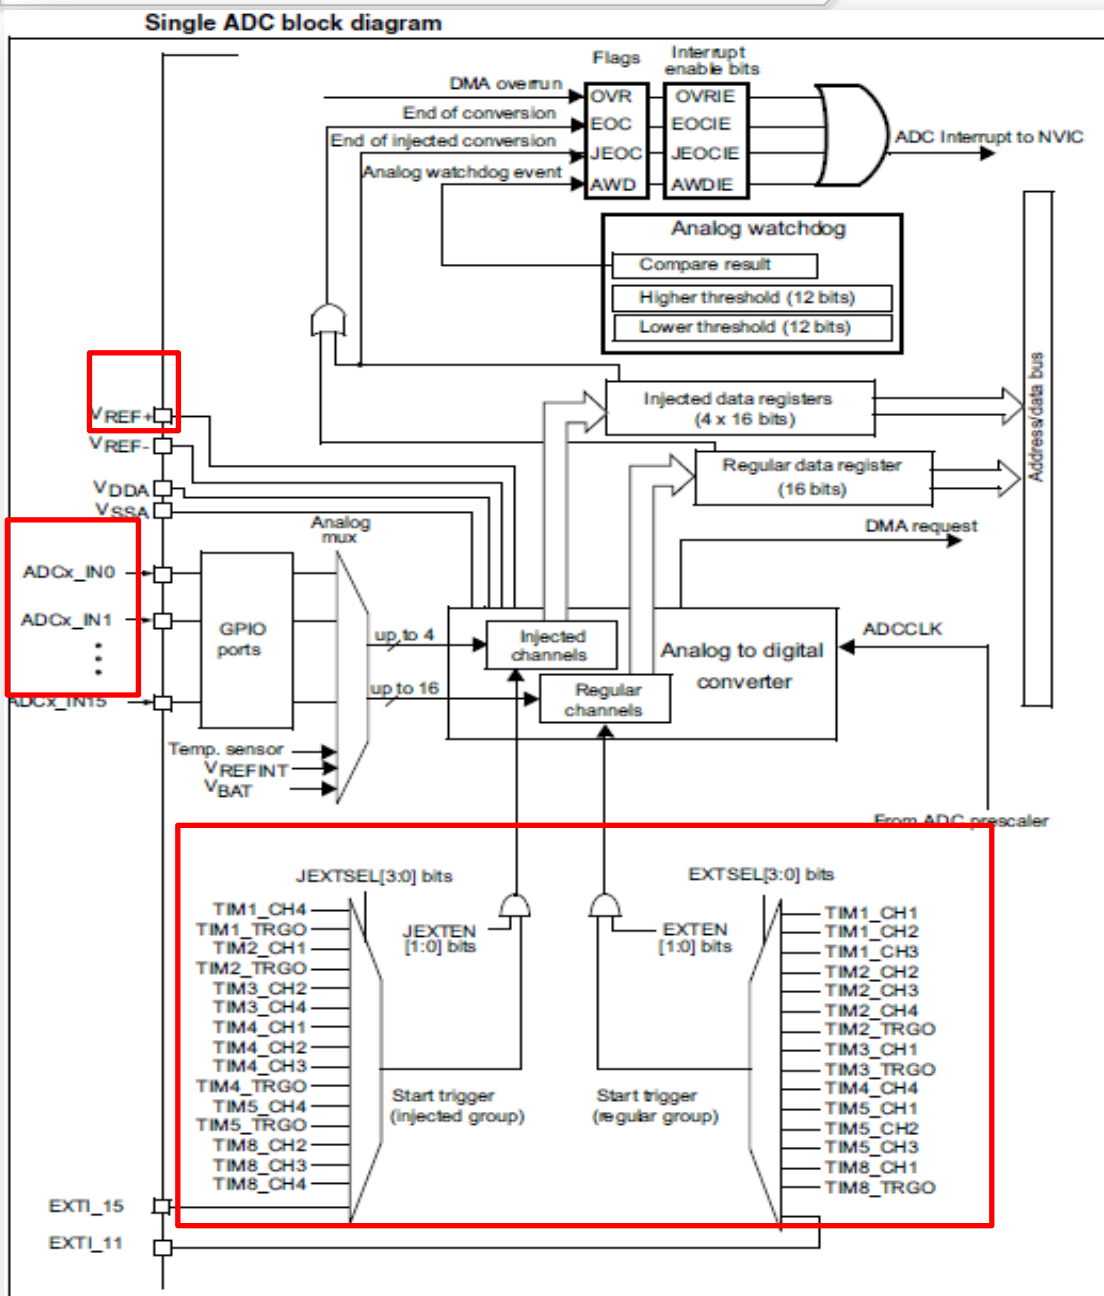 Single ADC block diagram
Flags
Interrupt
enable bits
DMA overrun
OVR
OVRIE
End of conversion
EOC
EOCIE
End of injected conversion
JEOC
JEOCIE
ADC Interrupt to NVIC
Analog watchdog event
AWD
AWDIE
Analog watchdog
Compare result
Higher threshold (12 bits)
Lower threshold (12 bits)
Address/data bus
VREF+
VREF-
VDDA
VSSA
Injected data registers
(4 x 16 bits)
Regular data register
(16 bits)
DMA request
Analog
mux
ADCx_IN0
ADCx_IN1
ADCx_IN15
GPIO
ports
up to 4
up to 16
Injected
channels
Regular
channels
Analog to digital
converter
ADCCLK
Temp. sensor
VREFINT
VBAT
From ADC prescaler
JEXTSEL[3:0] bits
EXTSEL[3:0] bits
TIM1_CH4
TIM1_TRGO
TIM2_CH1
TIM2_TRGO
TIM3_CH2
TIM3_CH4
TIM4_CH1
TIM4_CH2
TIM4_CH3
TIM4_TRGO
TIM5_CH4
TIM5_TRGO
TIM8_CH2
TIM8_CH3
TIM8_CH4
JEXTEN
[1:0] bits
EXTEN
[1:0] bits
Start trigger
(injected group)
Start trigger
(regular group)
TIM1_CH1
TIM1_CH2
TIM1_CH3
TIM2_CH2
TIM2_CH3
TIM2_CH4
TIM2_TRGO
TIM3_CH1
TIM3_TRGO
TIM4_CH4
TIM5_CH1
TIM5_CH2
TIM5_CH3
TIM8_CH1
TIM8_TRGO
EXTI_15
EXTI_11